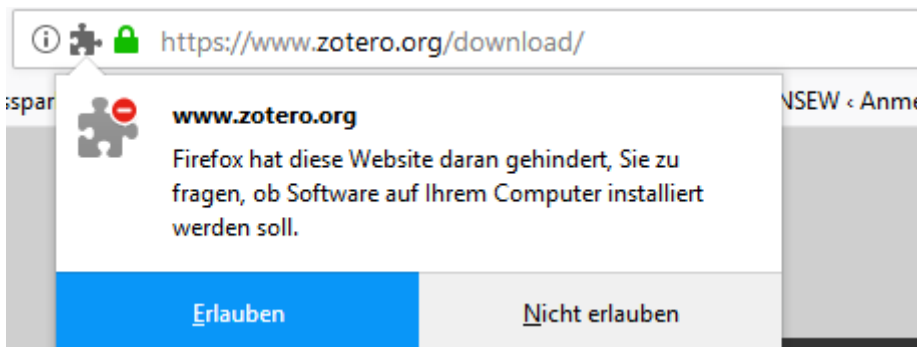 https://www.zotero.org/download/
NSEW ‹ Anme
www.zotero.org
Firefox hat diese Website daran gehindert, Sie zu
fragen, ob Software auf Ihrem Computer installiert
werden soll.
Erlauben
Nicht erlauben